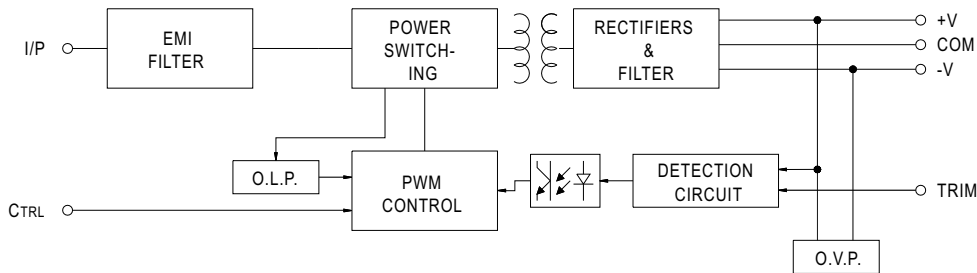 I/P
EMI
FILTER
POWER
SWITCH-
ING
RECTIFIERS
&
FILTER
+V
COM
-V
O.L.P.
PWM
CONTROL
DETECTION
CIRCUIT
TRIM
CTRL
O.V.P.